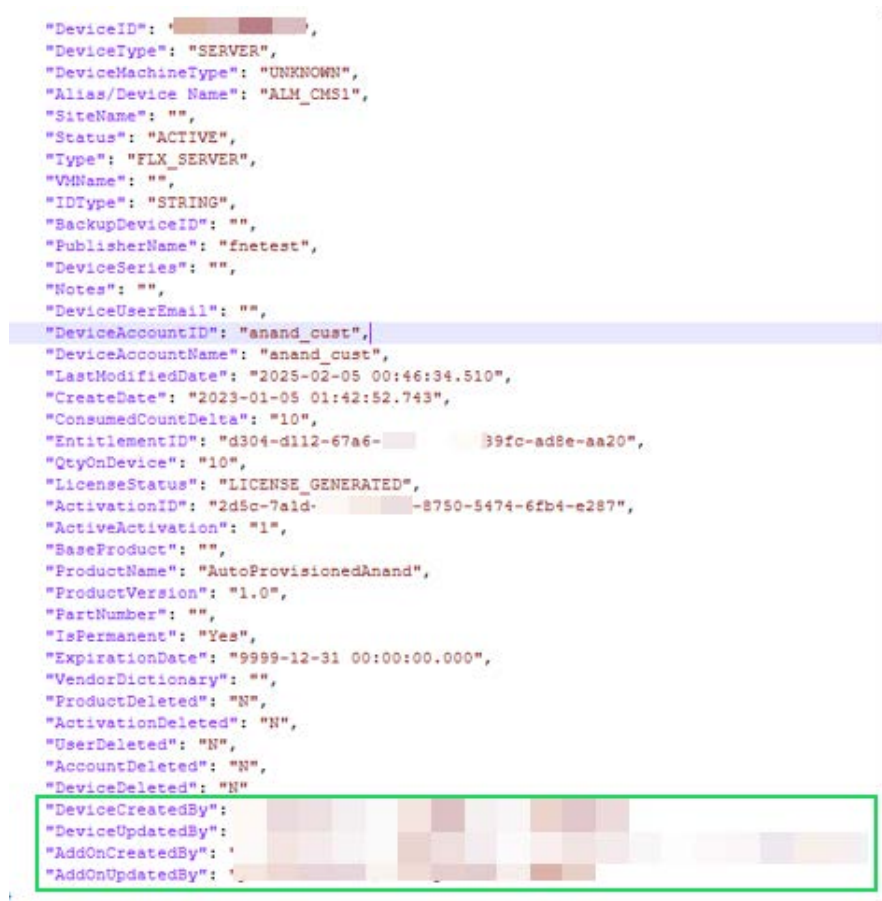 "DeviceID": "
"DeviceType": "SERVER",
"DeviceMachineType": "UNKNOWN",
"Alias/Device Name": "ALM_CMS1",
"SiteName": "",
"Status": "ACTIVE",
"Type": "FLX_SERVER",
"VMName": "",
"IDType": "STRING",
"BackupDeviceID": "",
"PublisherName": "fnetest",
"DeviceSeries": "",
"Notes": "",
"DeviceUserEmail": "",
"DeviceAccountID": "anand_cust",
"DeviceAccountName": "anand_cust",
"LastModifiedDate": "2025-02-05 00:46:34.510",
"CreateDate": "2023-01-05 01:42:52.743",
"ConsumedCountDelta": "10",
"EntitlementID": "d304-d112-67a6- 39fc-ad8e-aa20",
"QtyOnDevice": "10",
"LicenseStatus": "LICENSE_GENERATED",
"ActivationID": "2d5c-7a1d- -8750-5474-6fb4-e287",
"ActiveActivation": "1",
"BaseProduct": "",
"ProductName": "AutoProvisionedAnand",
"ProductVersion": "1.0",
"PartNumber": "",
"IsPermanent": "Yes",
"ExpirationDate": "9999-12-31 00:00:00.000",
"VendorDictionary": "",
"ProductDeleted": "N",
"ActivationDeleted": "N",
"UserDeleted": "N",
"AccountDeleted": "N",
"DeviceDeleted": "N"
"DeviceCreatedBy":
"DeviceUpdatedBy":
"AddOnCreatedBy": "
"AddOnUpdatedBy": "